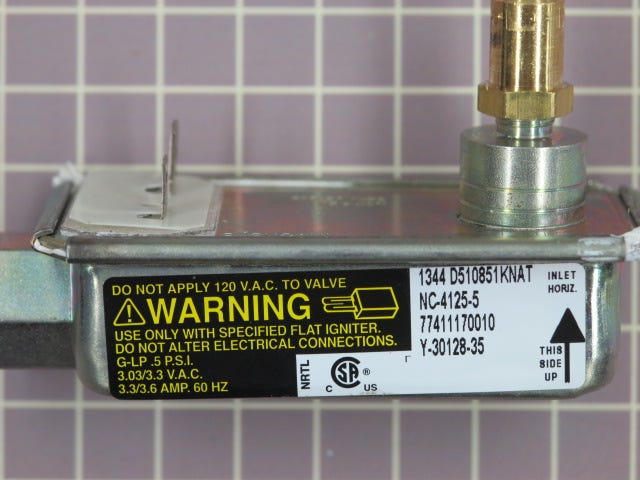 DO NOT APPLY 120 V.A.C. TO VALVE
WARNING
USE ONLY WITH SPECIFIED FLAT IGNITER.
DO NOT ALTER ELECTRICAL CONNECTIONS.
G-LP .5 P.S.I.
3.03/3.3 V.A.C.
3.3/3.6 AMP. 60 HZ
NRTL
CSA ®
C US
1344 D510851KNAT
NC-4125-5
77411170010
Y-30128-35
INLET
HORIZ.
THIS
SIDE
UP